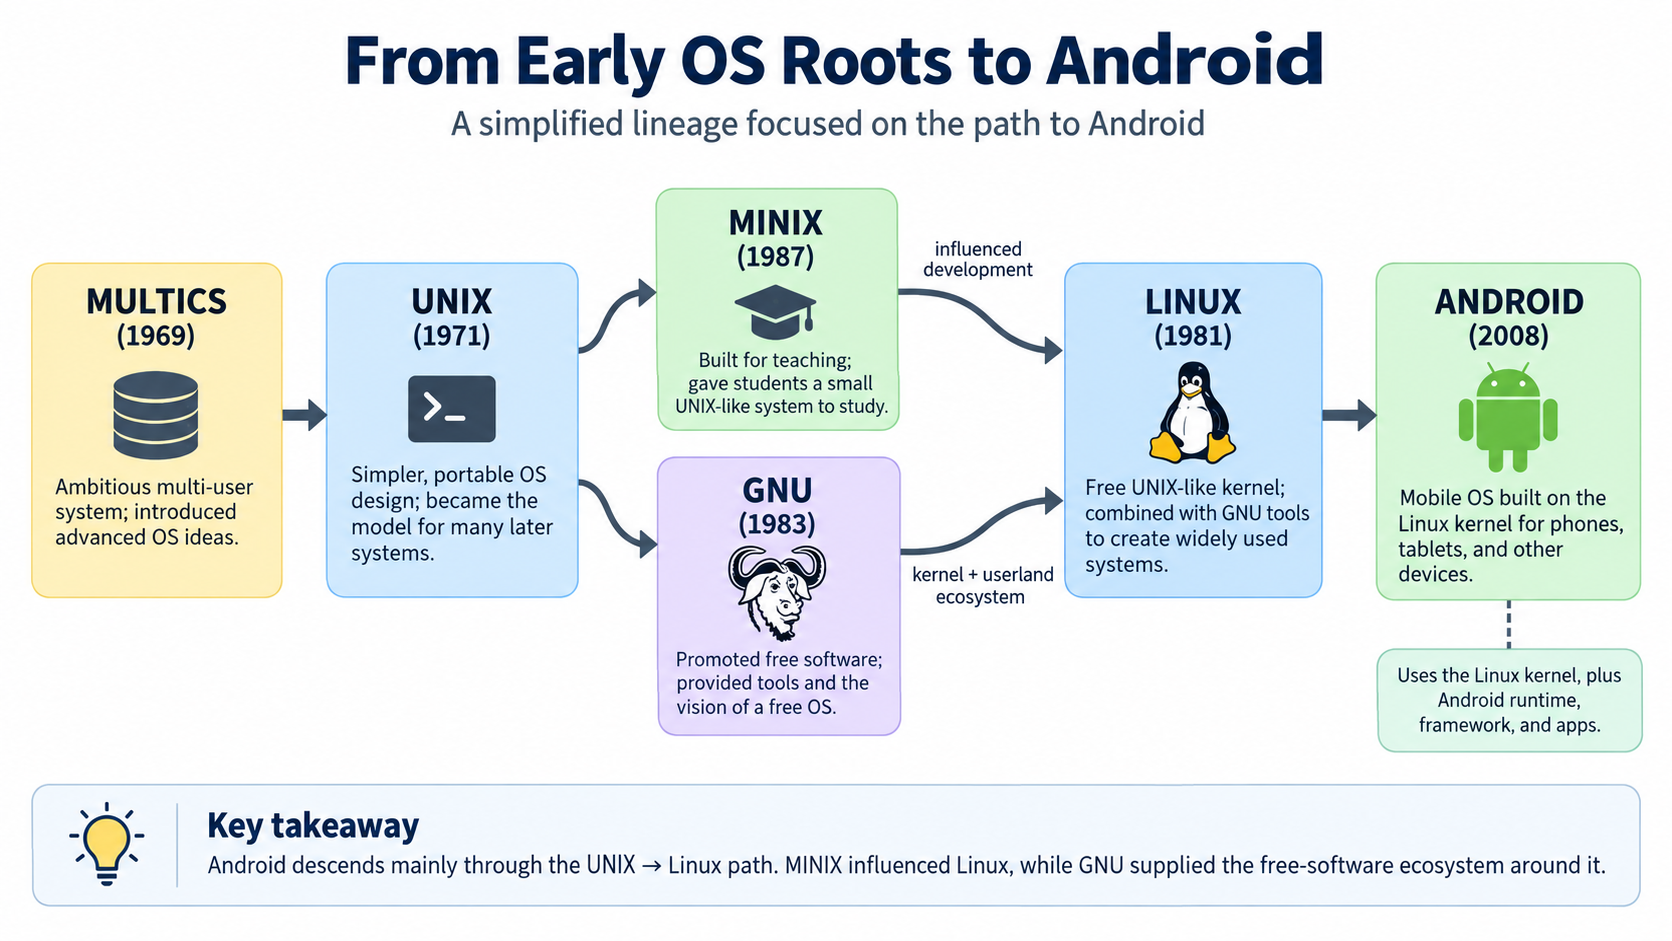 From Early OS Roots to Android
A simplified lineage focused on the path to Android
MULTICS
(1969)
Ambitious multi-user
system; introduced
advanced OS ideas.
UNIX
(1971)
Simpler, portable OS
design; became the
model for many later
systems.
MINIX
(1987)
Built for teaching;
gave students a small
UNIX-like system to study.
GNU
(1983)
Promoted free software;
provided tools and the
vision of a free OS.
influenced
development
kernel + userland
ecosystem
LINUX
(1981)
Free UNIX-like kernel;
combined with GNU tools
to create widely used
systems.
ANDROID
(2008)
Mobile OS built on the
Linux kernel for phones,
tablets, and other
devices.
Uses the Linux kernel, plus
Android runtime,
framework, and apps.
Key takeaway
Android descends mainly through the UNIX → Linux path. MINIX influenced Linux, while GNU supplied the free-software ecosystem around it.